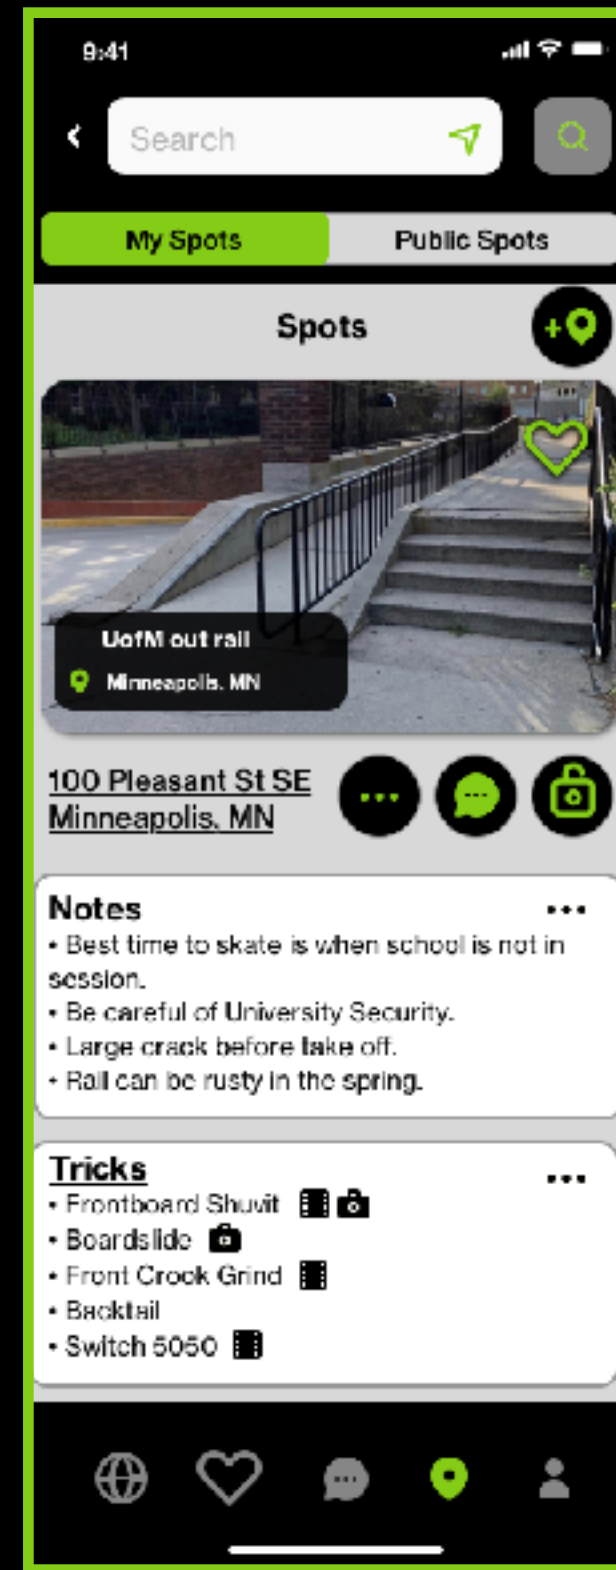 9:41
Search
My Spots
Public Spots
Spots
UofM out rail
Minneapolis, MN
100 Pleasant St SE
Minneapolis, MN
Notes
• Best time to skate is when school is not in
session.
• Be careful of University Security.
• Large crack before take off.
• Rail can be rusty in the spring.
Tricks
• Frontboard Shuvit
• Boardslide
• Front Crook Grind
• Backtail
• Switch 5050